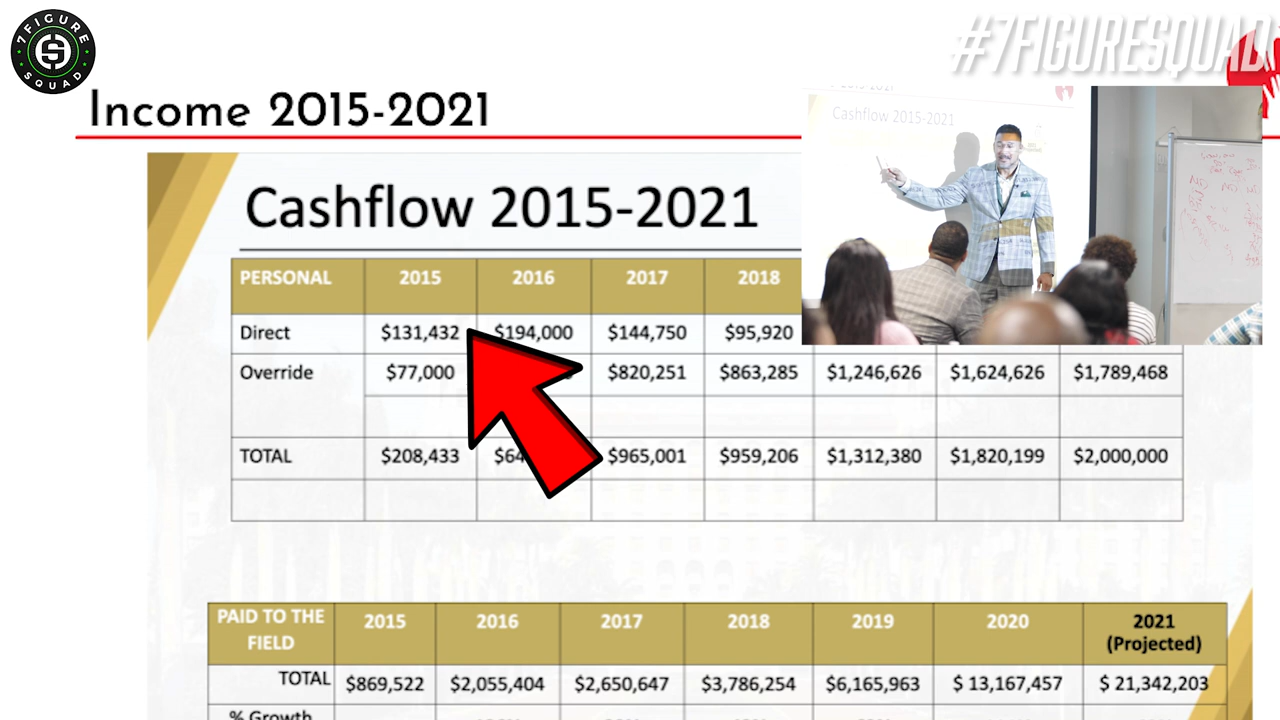 7 FIGURE
SQUAD
#7FIGURESQUAD
Income 2015-2021
Cashflow 2015-2021
Cashflow 2015-2021
PERSONAL 2015 2016 2017 2018
Direct $131,432 $194,000 $144,750 $95,920
Override $77,000 $820,251 $863,285 $1,246,626 $1,624,626 $1,789,468
TOTAL $208,433 $965,001 $959,206 $1,312,380 $1,820,199 $2,000,000
PAID TO THE
FIELD 2015 2016 2017 2018 2019 2020 2021
(Projected)
TOTAL $869,522 $2,055,404 $2,650,647 $3,786,254 $6,165,963 $ 13,167,457 $ 21,342,203
% Growth